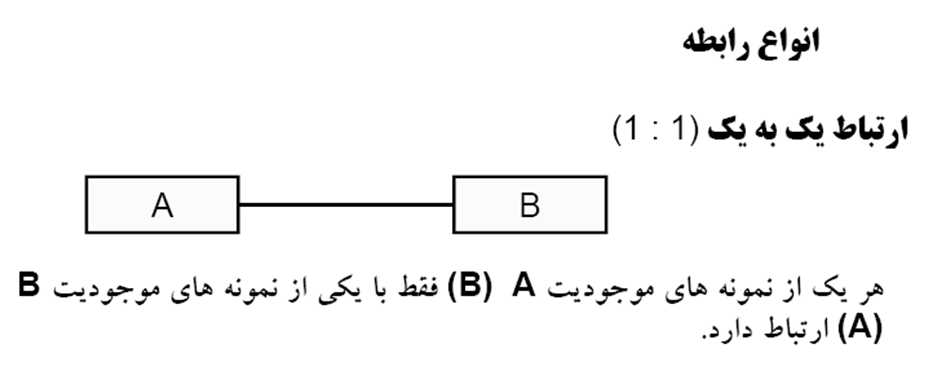 انواع رابطه
ارتباط یک به یک (1 : 1)
A
B
هر یک از نمونه های موجودیت A (B) فقط با یکی از نمونه های موجودیت B
(A) ارتباط دارد.